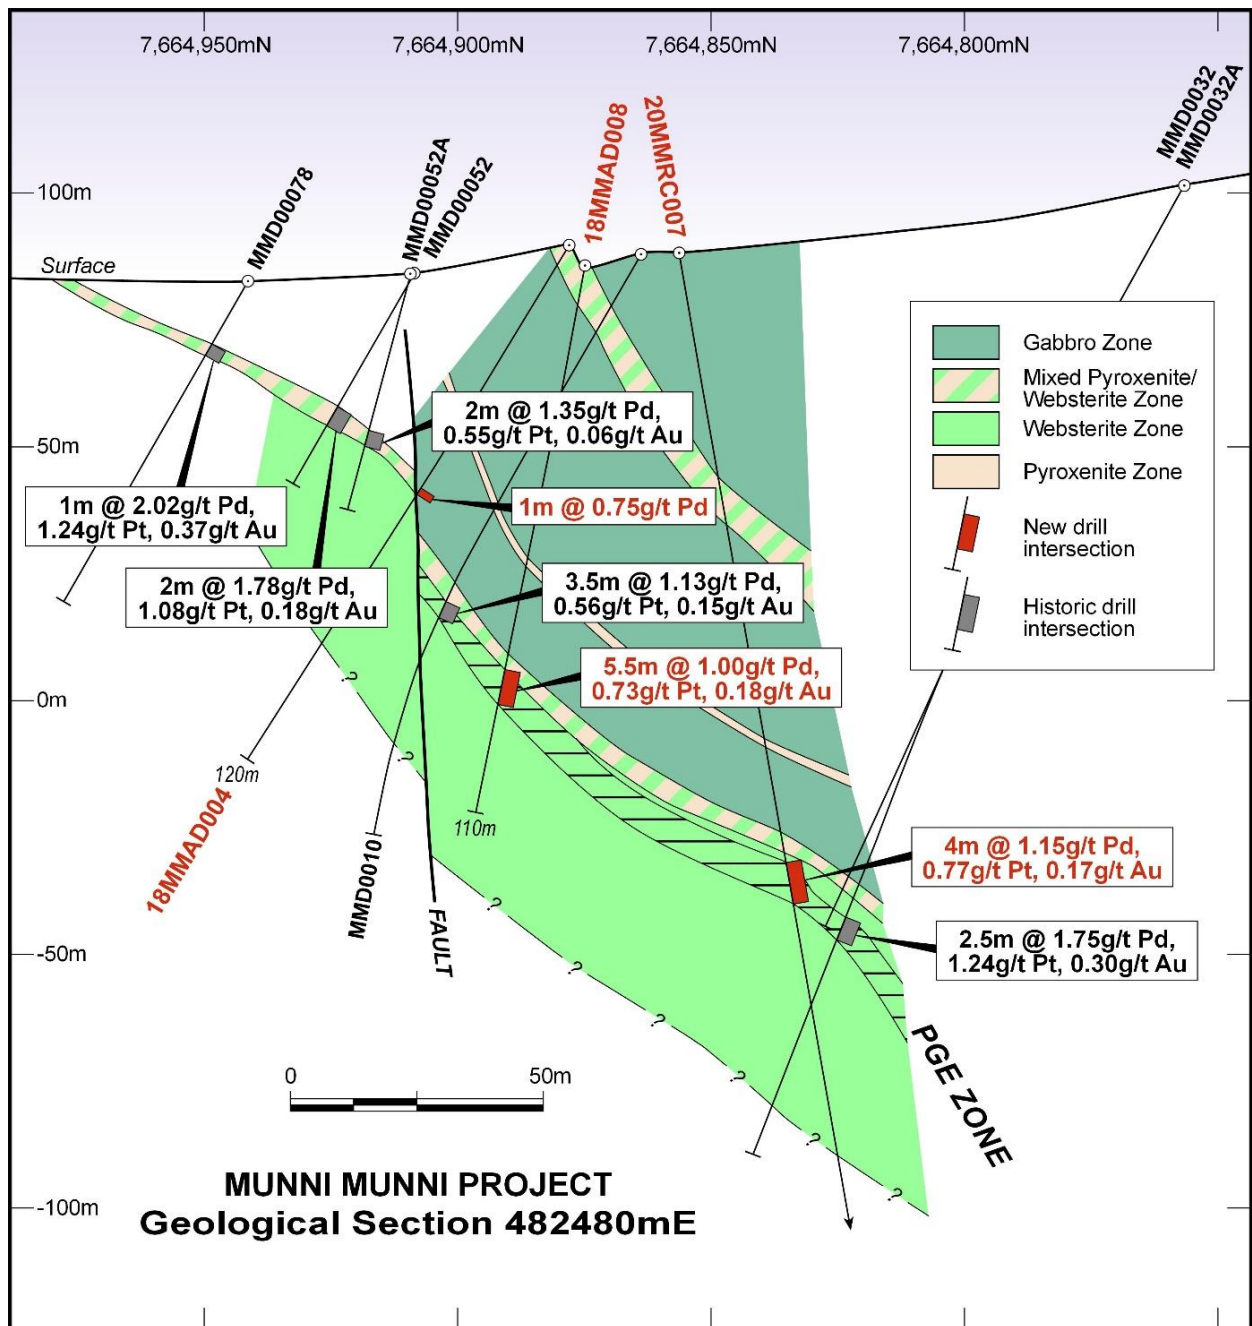 7,664,950mN
7,664,900mN
7,664,850mN
7,664,800mN
MMD0032
MMD0032A
18MMAD008
20MMRC007
MMD00052A
MMD00052
MMD00078
100m
Surface
50m
0m
-50m
-100m
Gabbro Zone
Mixed Pyroxenite/
Websterite Zone
Websterite Zone
Pyroxenite Zone
New drill
intersection
Historic drill
intersection
2m @ 1.35g/t Pd,
0.55g/t Pt, 0.06g/t Au
1m @ 2.02g/t Pd,
1.24g/t Pt, 0.37g/t Au
1m @ 0.75g/t Pd
2m @ 1.78g/t Pd,
1.08g/t Pt, 0.18g/t Au
3.5m @ 1.13g/t Pd,
0.56g/t Pt, 0.15g/t Au
5.5m @ 1.00g/t Pd,
0.73g/t Pt, 0.18g/t Au
?
?
120m
18MMAD004
110m
MMD0010
FAULT
4m @ 1.15g/t Pd,
0.77g/t Pt, 0.17g/t Au
2.5m @ 1.75g/t Pd,
1.24g/t Pt, 0.30g/t Au
?
?
?
?
?
?
PGE ZONE
0
50m
MUNNI MUNNI PROJECT
Geological Section 482480mE